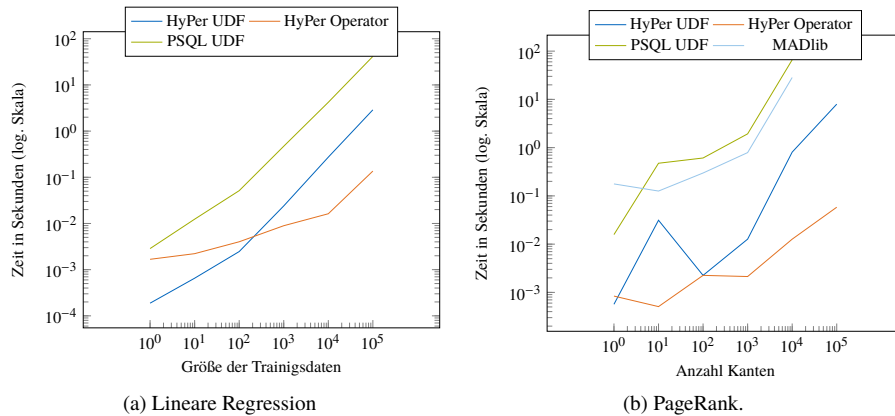 HyPer UDF HyPer Operator
PSQL UDF
10^2
10^1
10^0
10^-1
10^-2
10^-3
10^-4
Zeit in Sekunden (log. Skala)
10^0 10^1 10^2 10^3 10^4 10^5
Größe der Trainigsdaten
(a) Lineare Regression
HyPer UDF HyPer Operator
PSQL UDF MADlib
10^2
10^1
10^0
10^-1
10^-2
10^-3
Zeit in Sekunden (log. Skala)
10^0 10^1 10^2 10^3 10^4 10^5
Anzahl Kanten
(b) PageRank.